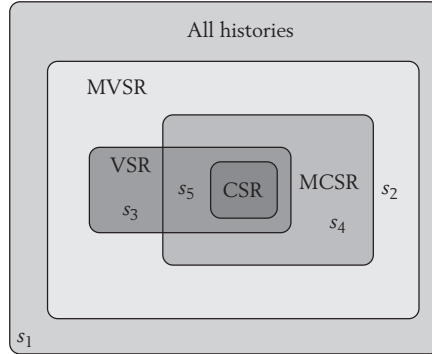 All histories
MVSR
VSR
s₅
CSR
MCSR
s₂
s₃
s₄
s₁